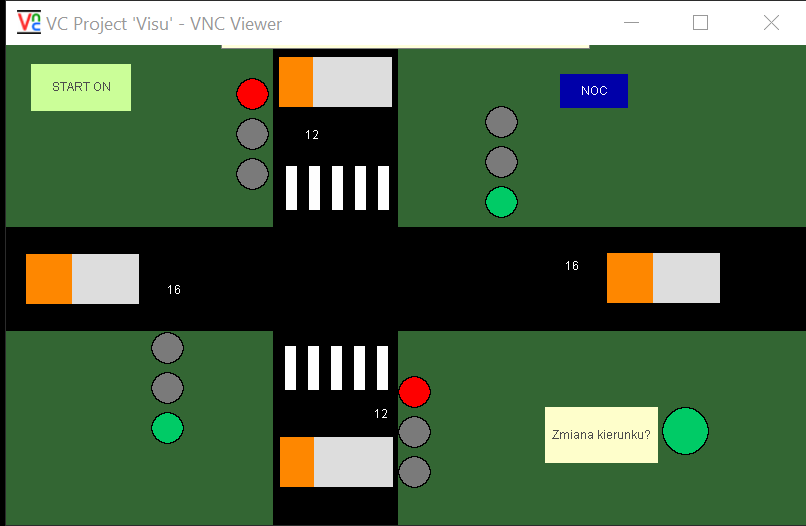 VC Project 'Visu' - VNC Viewer
START ON
NOC
12
16
16
12
Zmiana kierunku?